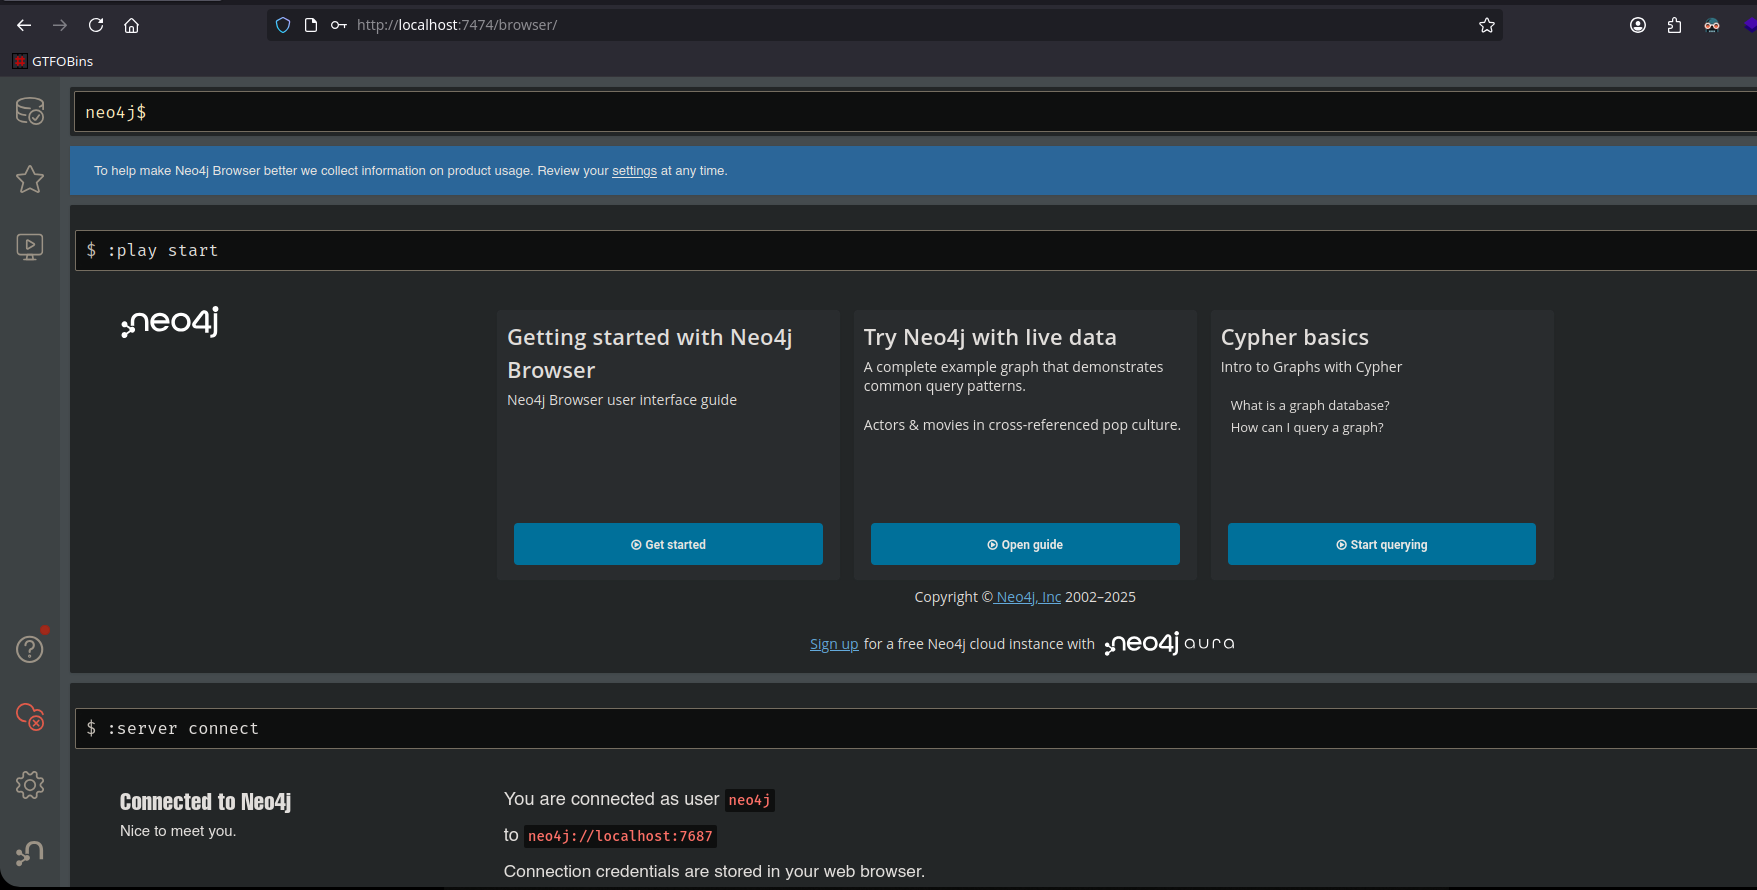 http://localhost:7474/browser/
GTFOBins
neo4j$
To help make Neo4j Browser better we collect information on product usage. Review your settings at any time.
$ :play start
neo4j
Getting started with Neo4j
Browser
Neo4j Browser user interface guide
Get started
Try Neo4j with live data
A complete example graph that demonstrates
common query patterns.
Actors & movies in cross-referenced pop culture.
Open guide
Cypher basics
Intro to Graphs with Cypher
What is a graph database?
How can I query a graph?
Start querying
Copyright © Neo4j, Inc 2002–2025
Sign up for a free Neo4j cloud instance with neo4j aura
$ :server connect
Connected to Neo4j
Nice to meet you.
You are connected as user neo4j
to neo4j://localhost:7687
Connection credentials are stored in your web browser.